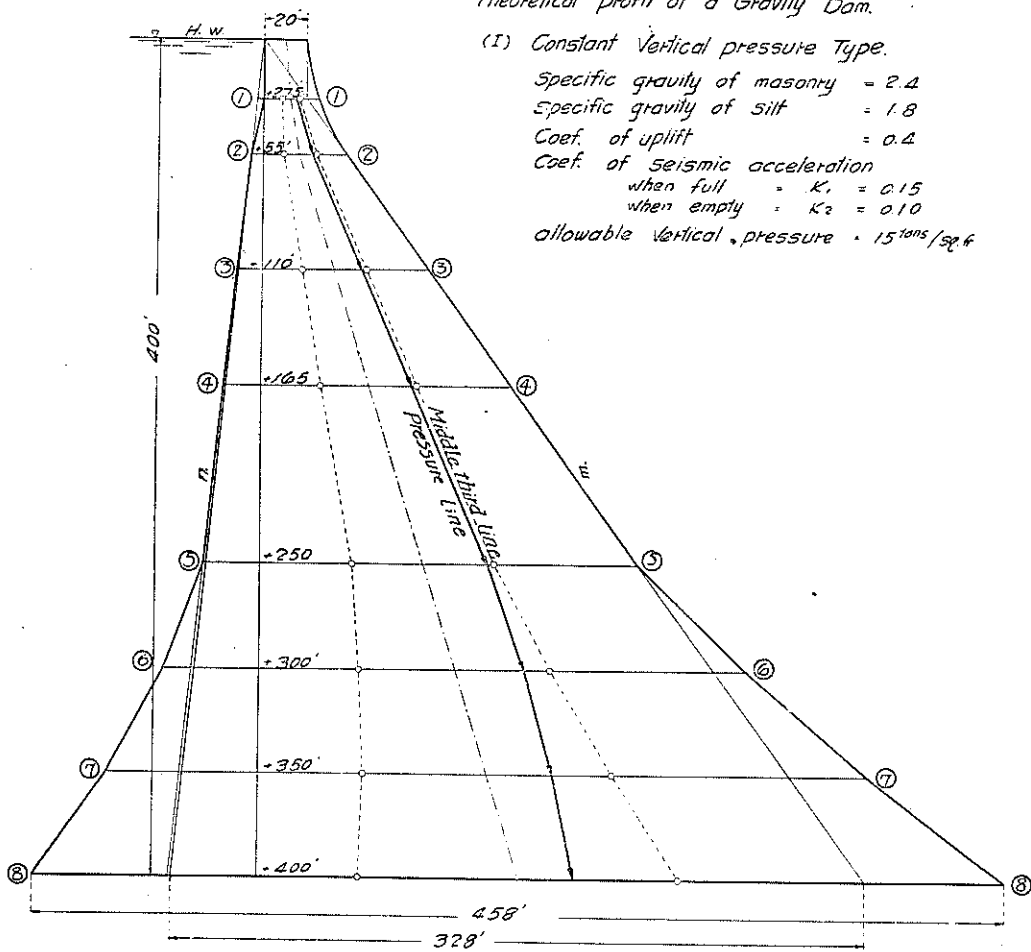 Theoretical profil of a Gravity Dam.
(I) Constant Vertical pressure Type.
Specific gravity of masonry = 2.4
Specific gravity of silt = 1.8
Coef. of uplift = 0.4
Coef. of seismic acceleration
when full = K1 = 0.15
when empty = K2 = 0.10
allowable Vertical pressure = 15 tons/sq.ft
20'
H. W.
① +27.5' ①
② +55' ②
③ -110' ③
400'
④ +165 ④
Middle third line
Pressure line
n.
m.
⑤ +250 ⑤
⑥ +300' ⑥
⑦ +350' ⑦
⑧ +400' ⑧
458'
328'